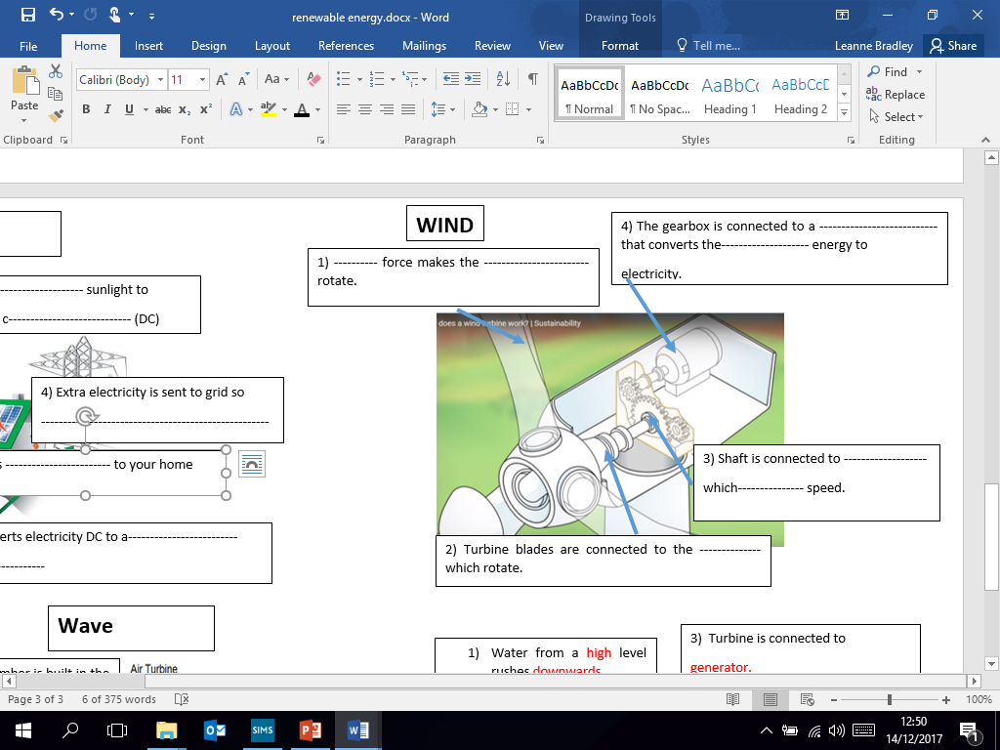 renewable energy.docx - Word
Drawing Tools
File Home Insert Design Layout References Mailings Review View Format Tell me... Leanne Bradley Share
Paste
Calibri (Body) 11
Aa
B I U abc x₂ x²
AaBbCcDc AaBbCcDc AaBbCc AaBbCcD
¶ Normal ¶ No Spac... Heading 1 Heading 2
Find
Replace
Select
Clipboard Font Paragraph Styles Editing
WIND
4) The gearbox is connected to a ---------------------------
that converts the-------------------- energy to
electricity.
1) ---------- force makes the ------------------------
rotate.
------------------- sunlight to
c---------------------------- (DC)
does a wind turbine work? | Sustainability
4) Extra electricity is sent to grid so
----------------------------------------------------
s ------------------------ to your home
3) Shaft is connected to -------------------
which--------------- speed.
erts electricity DC to a-------------------------
-----------
2) Turbine blades are connected to the --------------
which rotate.
Wave
1) Water from a high level
rushes downwards
3) Turbine is connected to
generator.
mber is built in the
Air Turbine
Page 3 of 3 6 of 375 words 100%
SIMS
12:50
14/12/2017
1